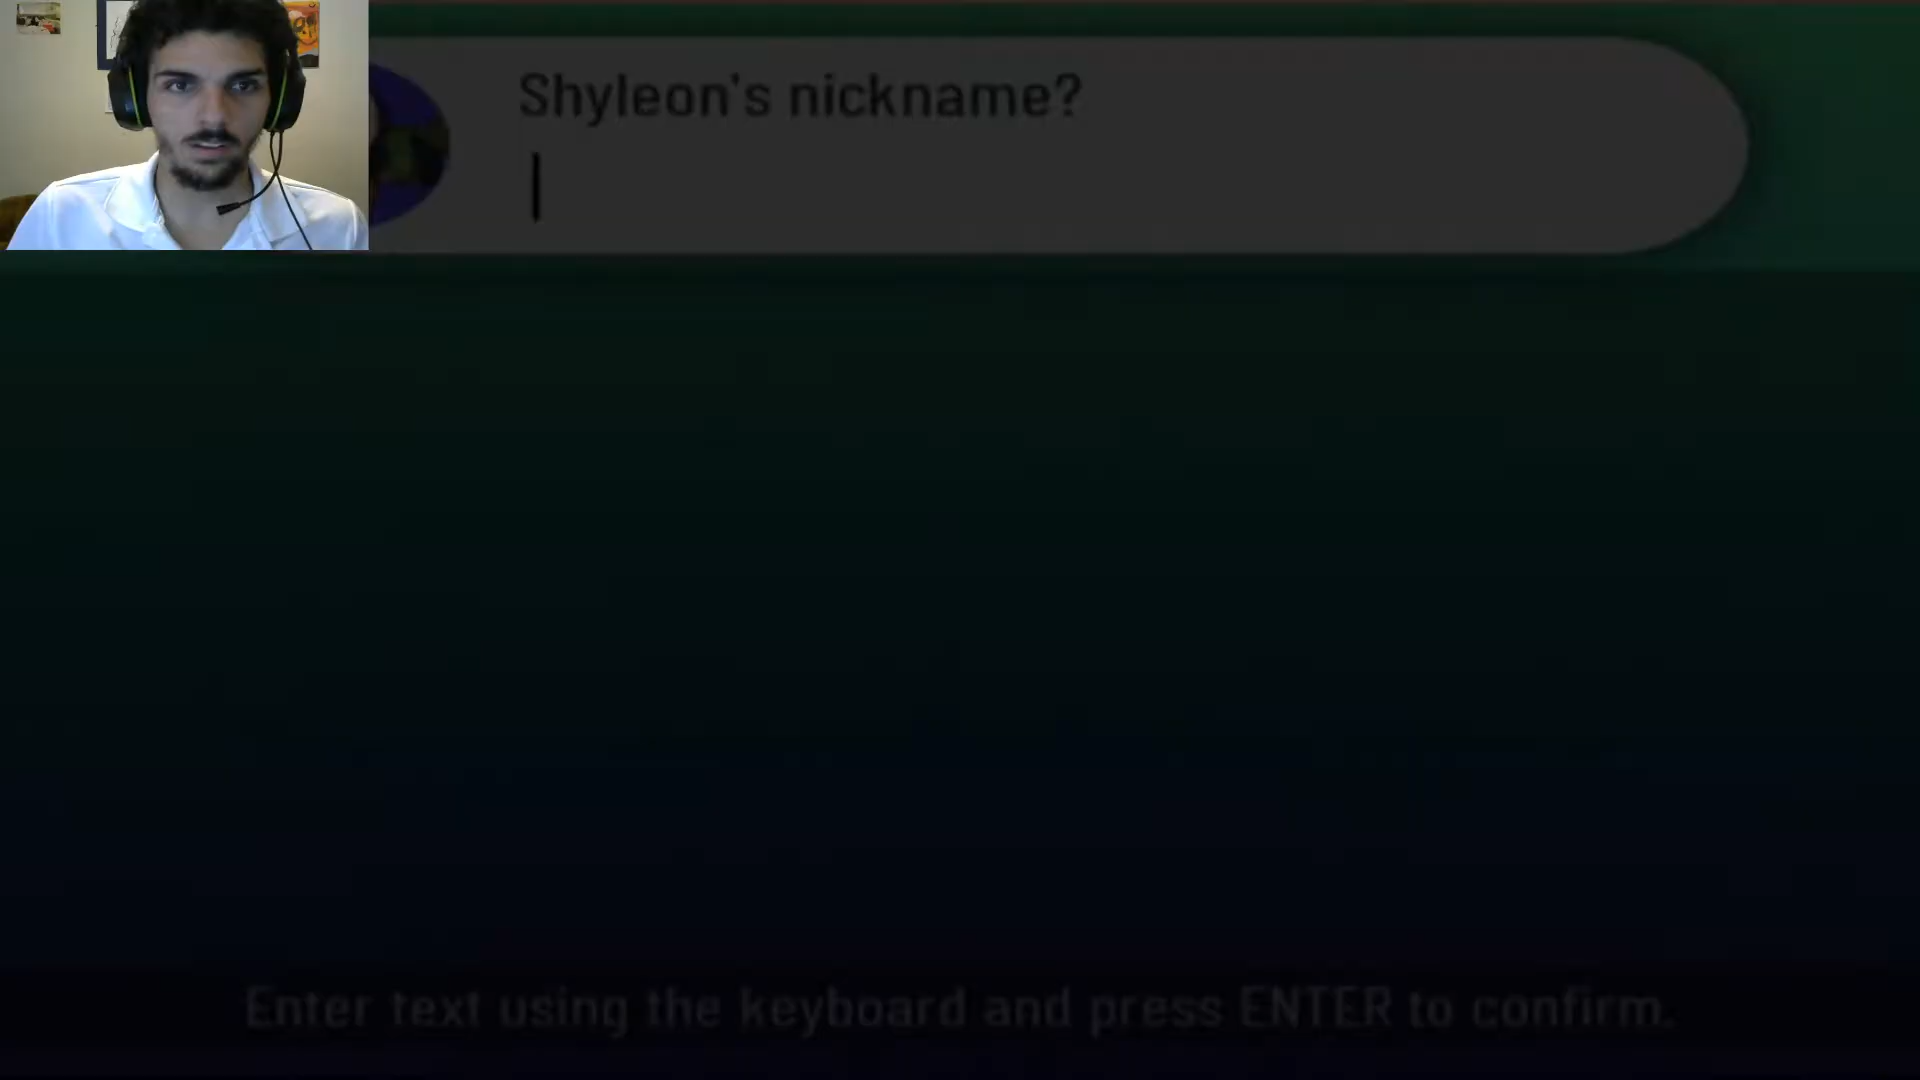 Shyleon's nickname?
Enter text using the keyboard and press ENTER to confirm.